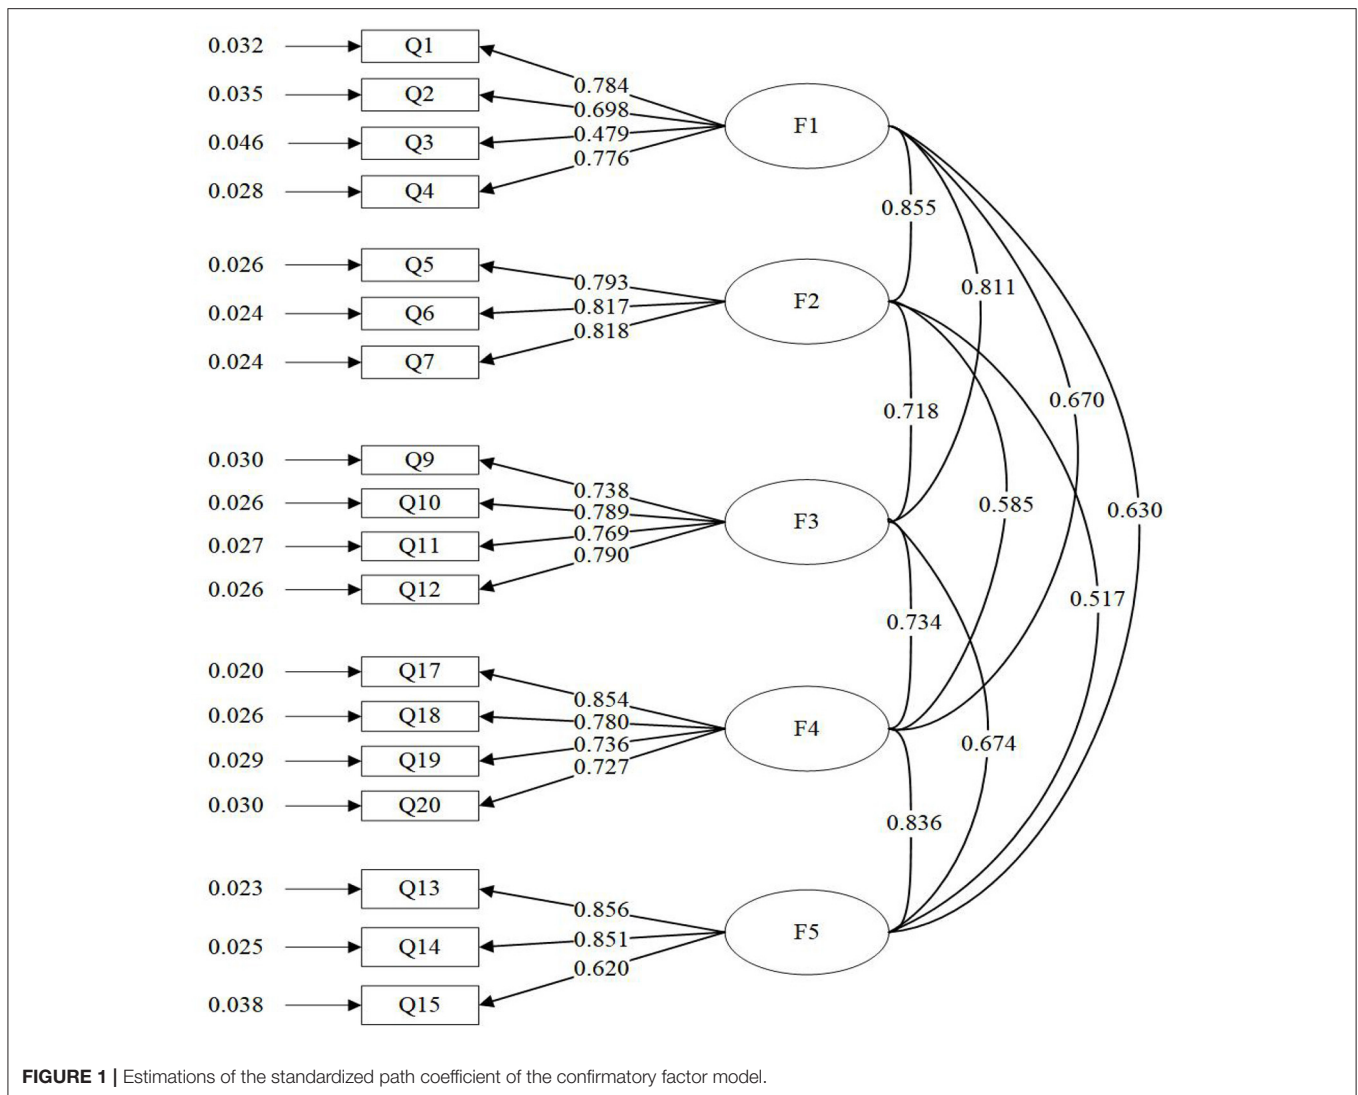 0.032 Q1
0.784
0.035 Q2
0.698
F1
0.046 Q3
0.479
0.776
0.028 Q4
0.855
0.026 Q5
0.793
0.811
F2
0.024 Q6
0.817
0.818
0.024 Q7
0.670
0.718
0.030 Q9
0.738
0.026 Q10
0.789
0.585
0.630
F3
0.769
0.027 Q11
0.790
0.026 Q12
0.517
0.734
0.020 Q17
0.854
0.026 Q18
0.780
F4
0.736
0.674
0.029 Q19
0.727
0.030 Q20
0.836
0.023 Q13
0.856
F5
0.851
0.025 Q14
0.620
0.038 Q15
FIGURE 1 | Estimations of the standardized path coefficient of the confirmatory factor model.